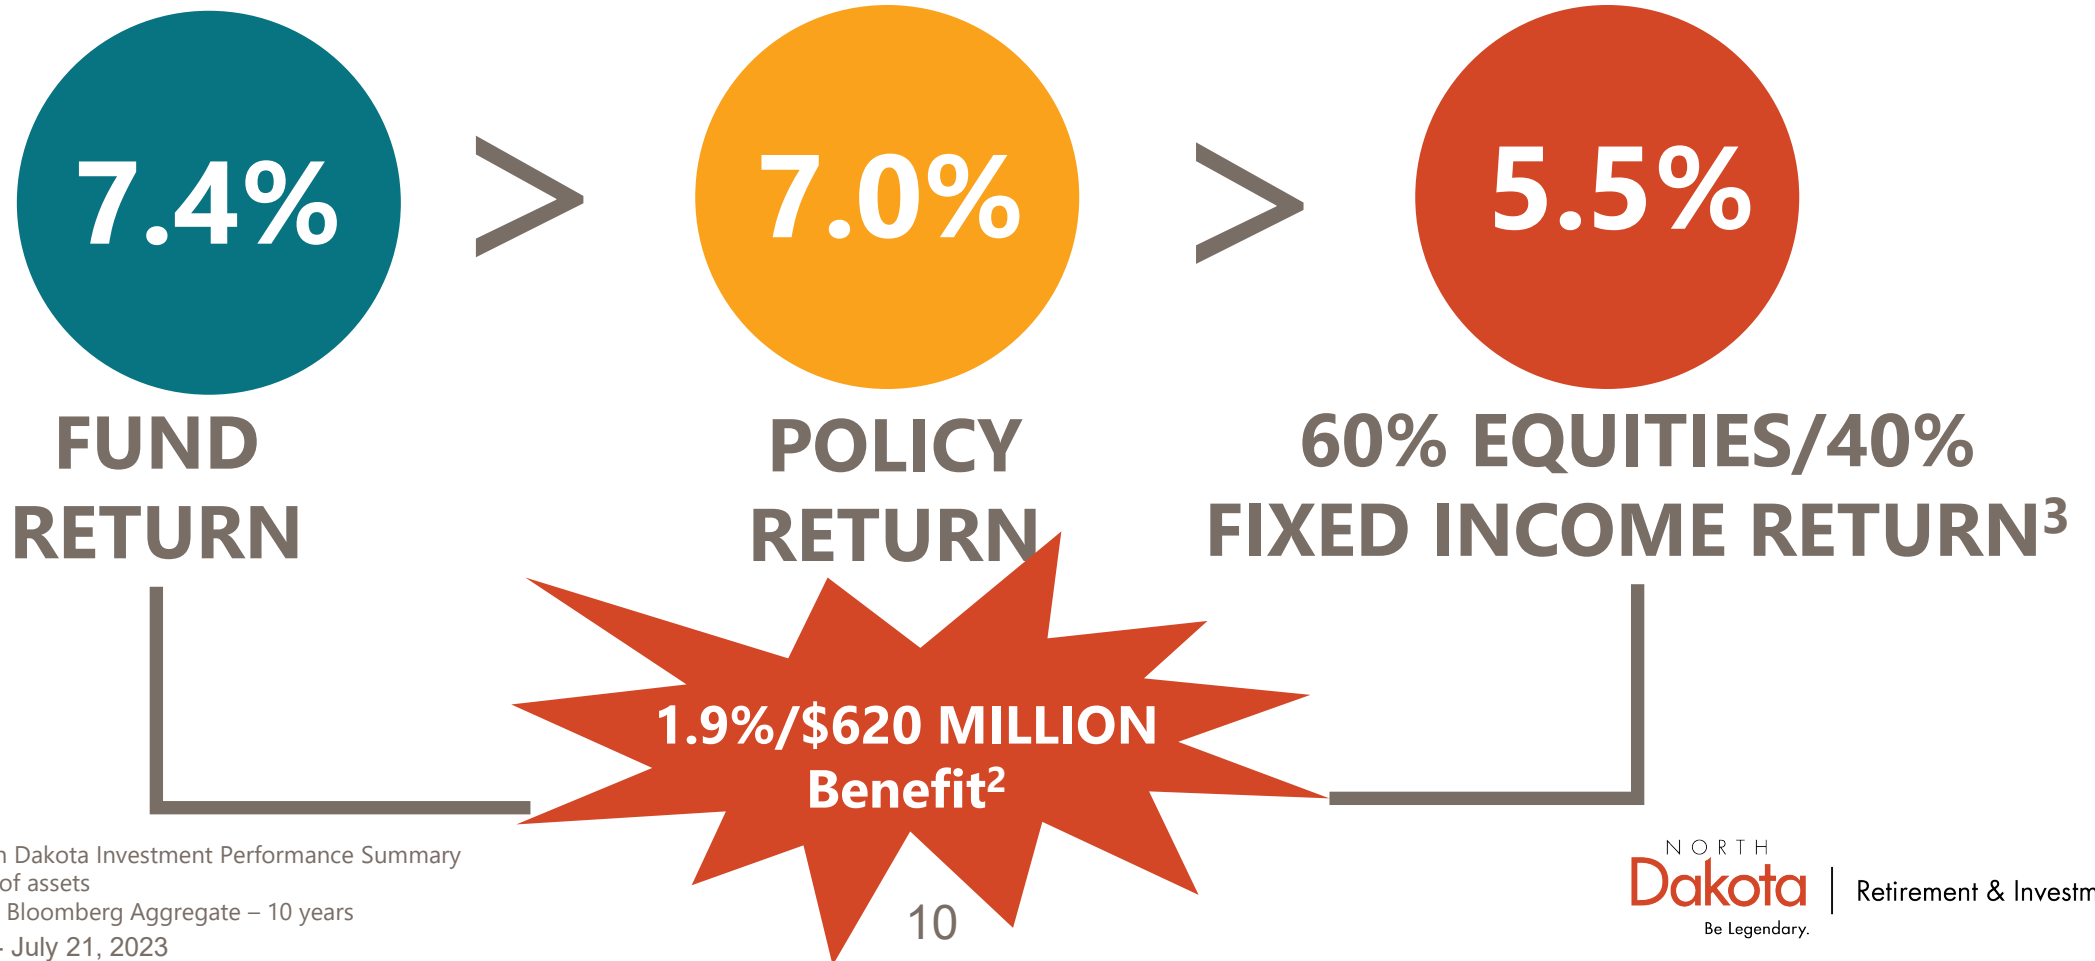 7.4%
>
7.0%
>
5.5%
FUND
RETURN
POLICY
RETURN
60% EQUITIES/40%
FIXED INCOME RETURN³
1.9%/$620 MILLION
Benefit²
Dakota Investment Performance Summary
of assets
Bloomberg Aggregate – 10 years
- July 21, 2023
10
NORTH
Dakota
Be Legendary.
Retirement &